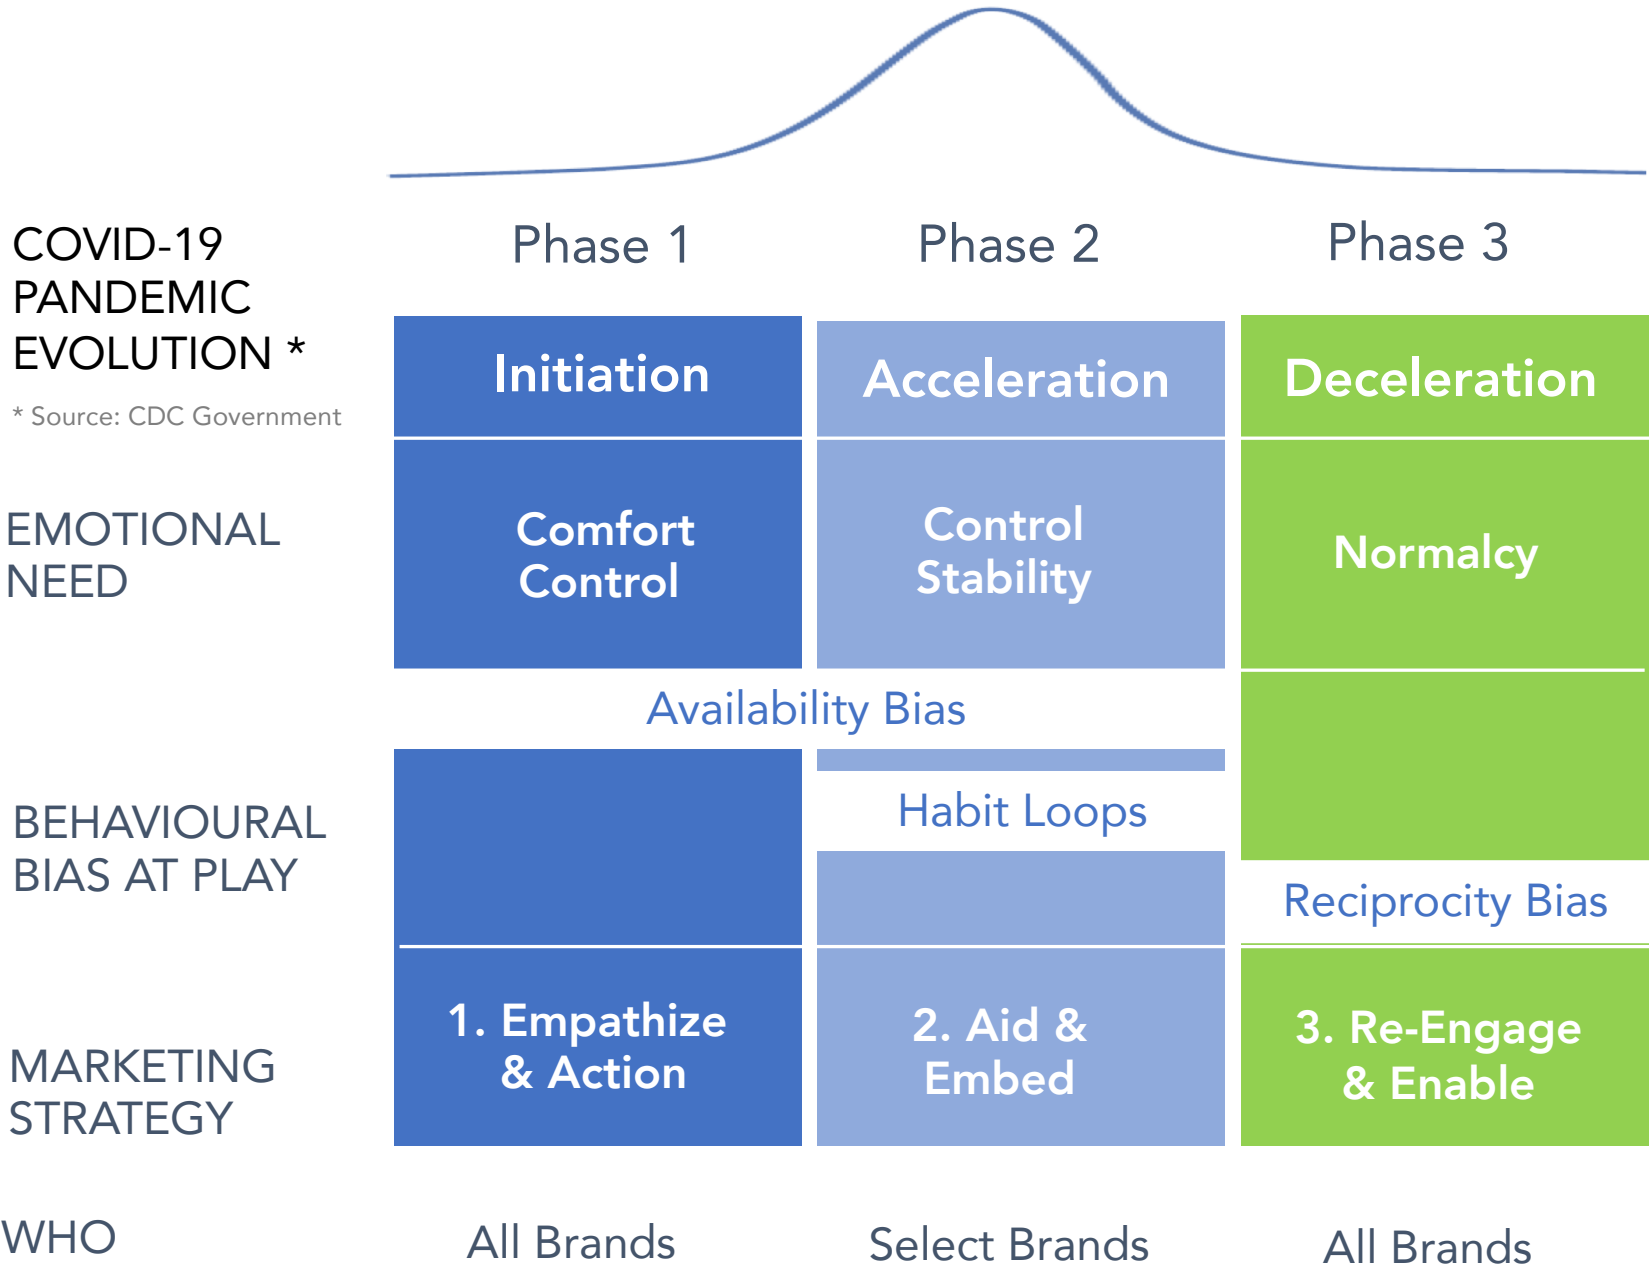 COVID-19
PANDEMIC
EVOLUTION *
* Source: CDC Government
Phase 1
Phase 2
Phase 3
Initiation
Acceleration
Deceleration
EMOTIONAL
NEED
Comfort
Control
Control
Stability
Normalcy
BEHAVIOURAL
BIAS AT PLAY
Availability Bias
Habit Loops
Reciprocity Bias
MARKETING
STRATEGY
1. Empathize
& Action
2. Aid &
Embed
3. Re-Engage
& Enable
WHO
All Brands
Select Brands
All Brands